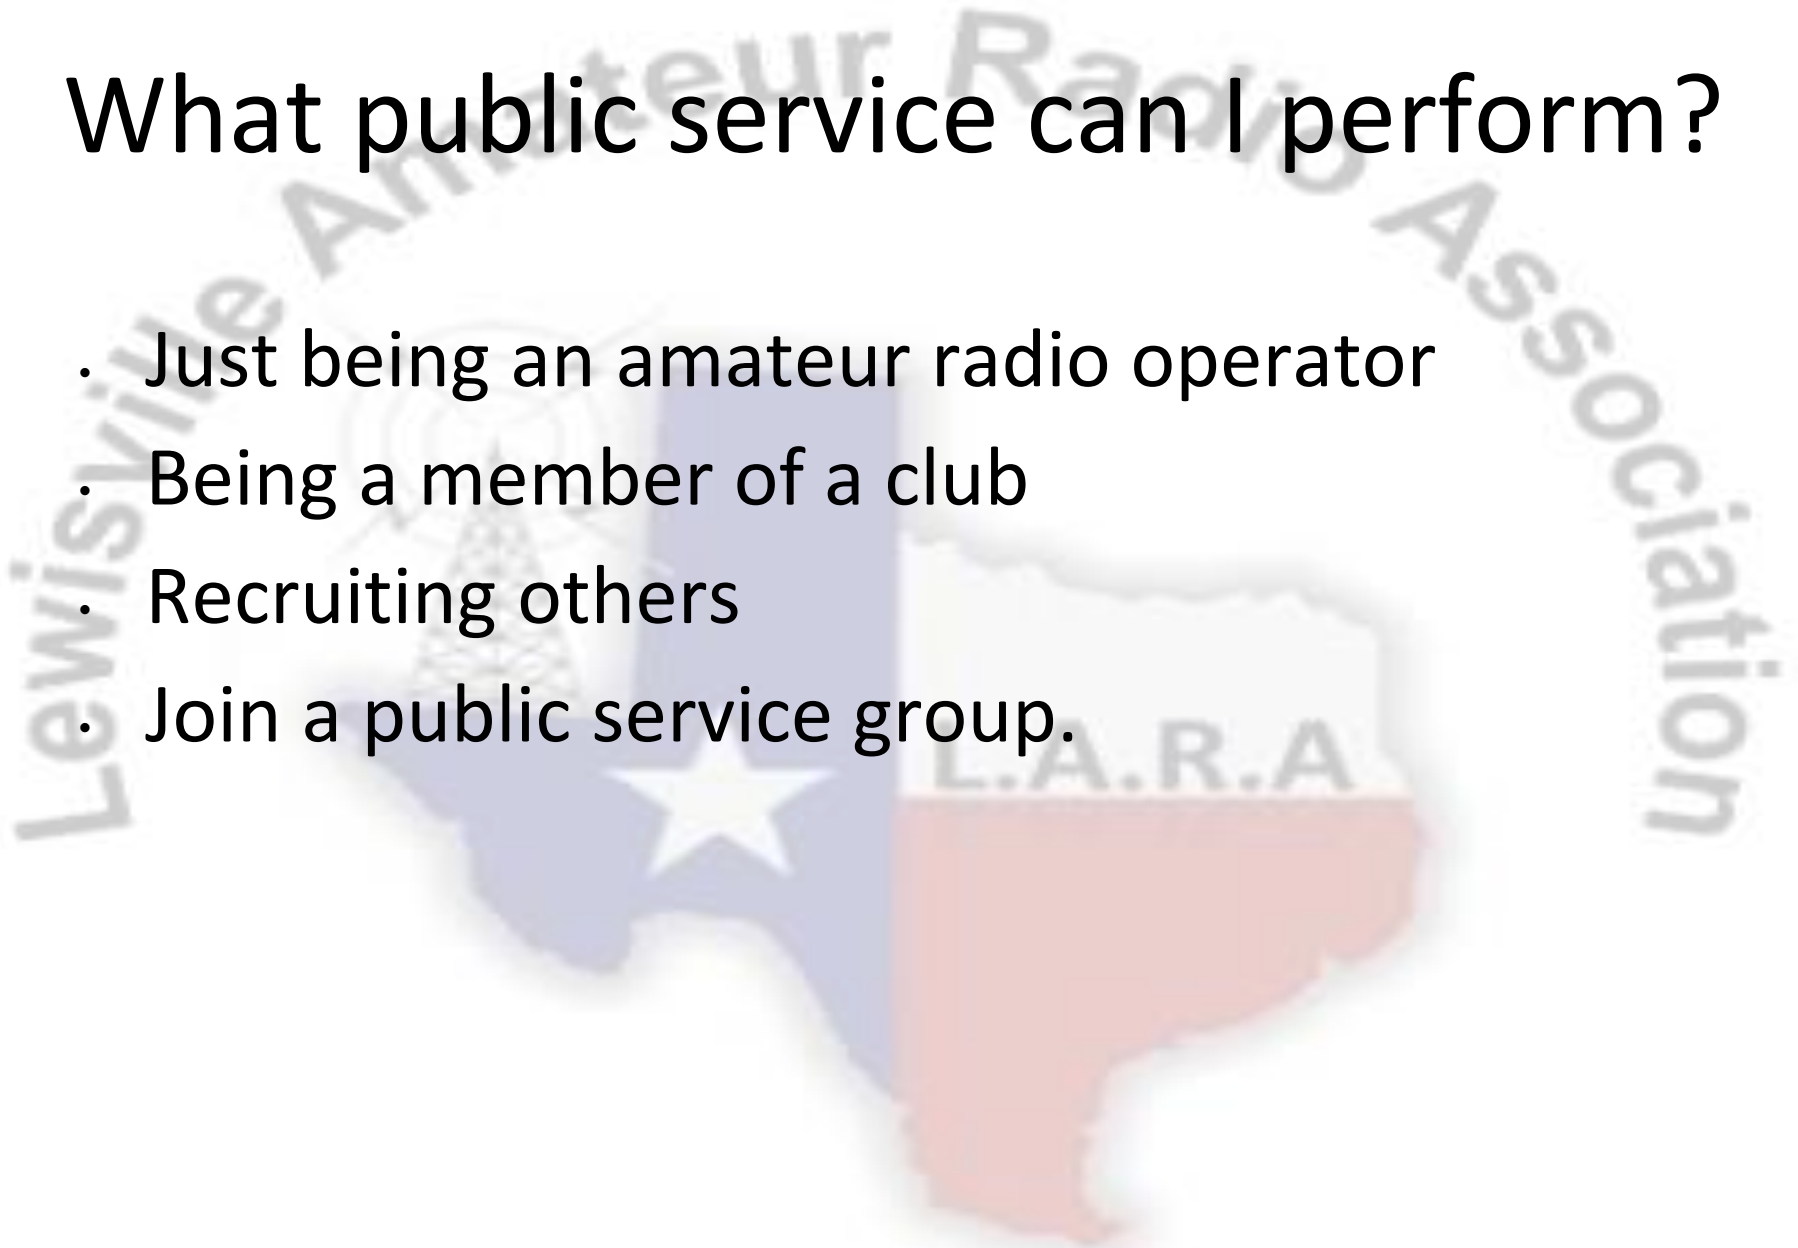 What public service can I perform?
Lewisville Amateur Radio Association
• Just being an amateur radio operator
• Being a member of a club
• Recruiting others
• Join a public service group.
L.A.R.A